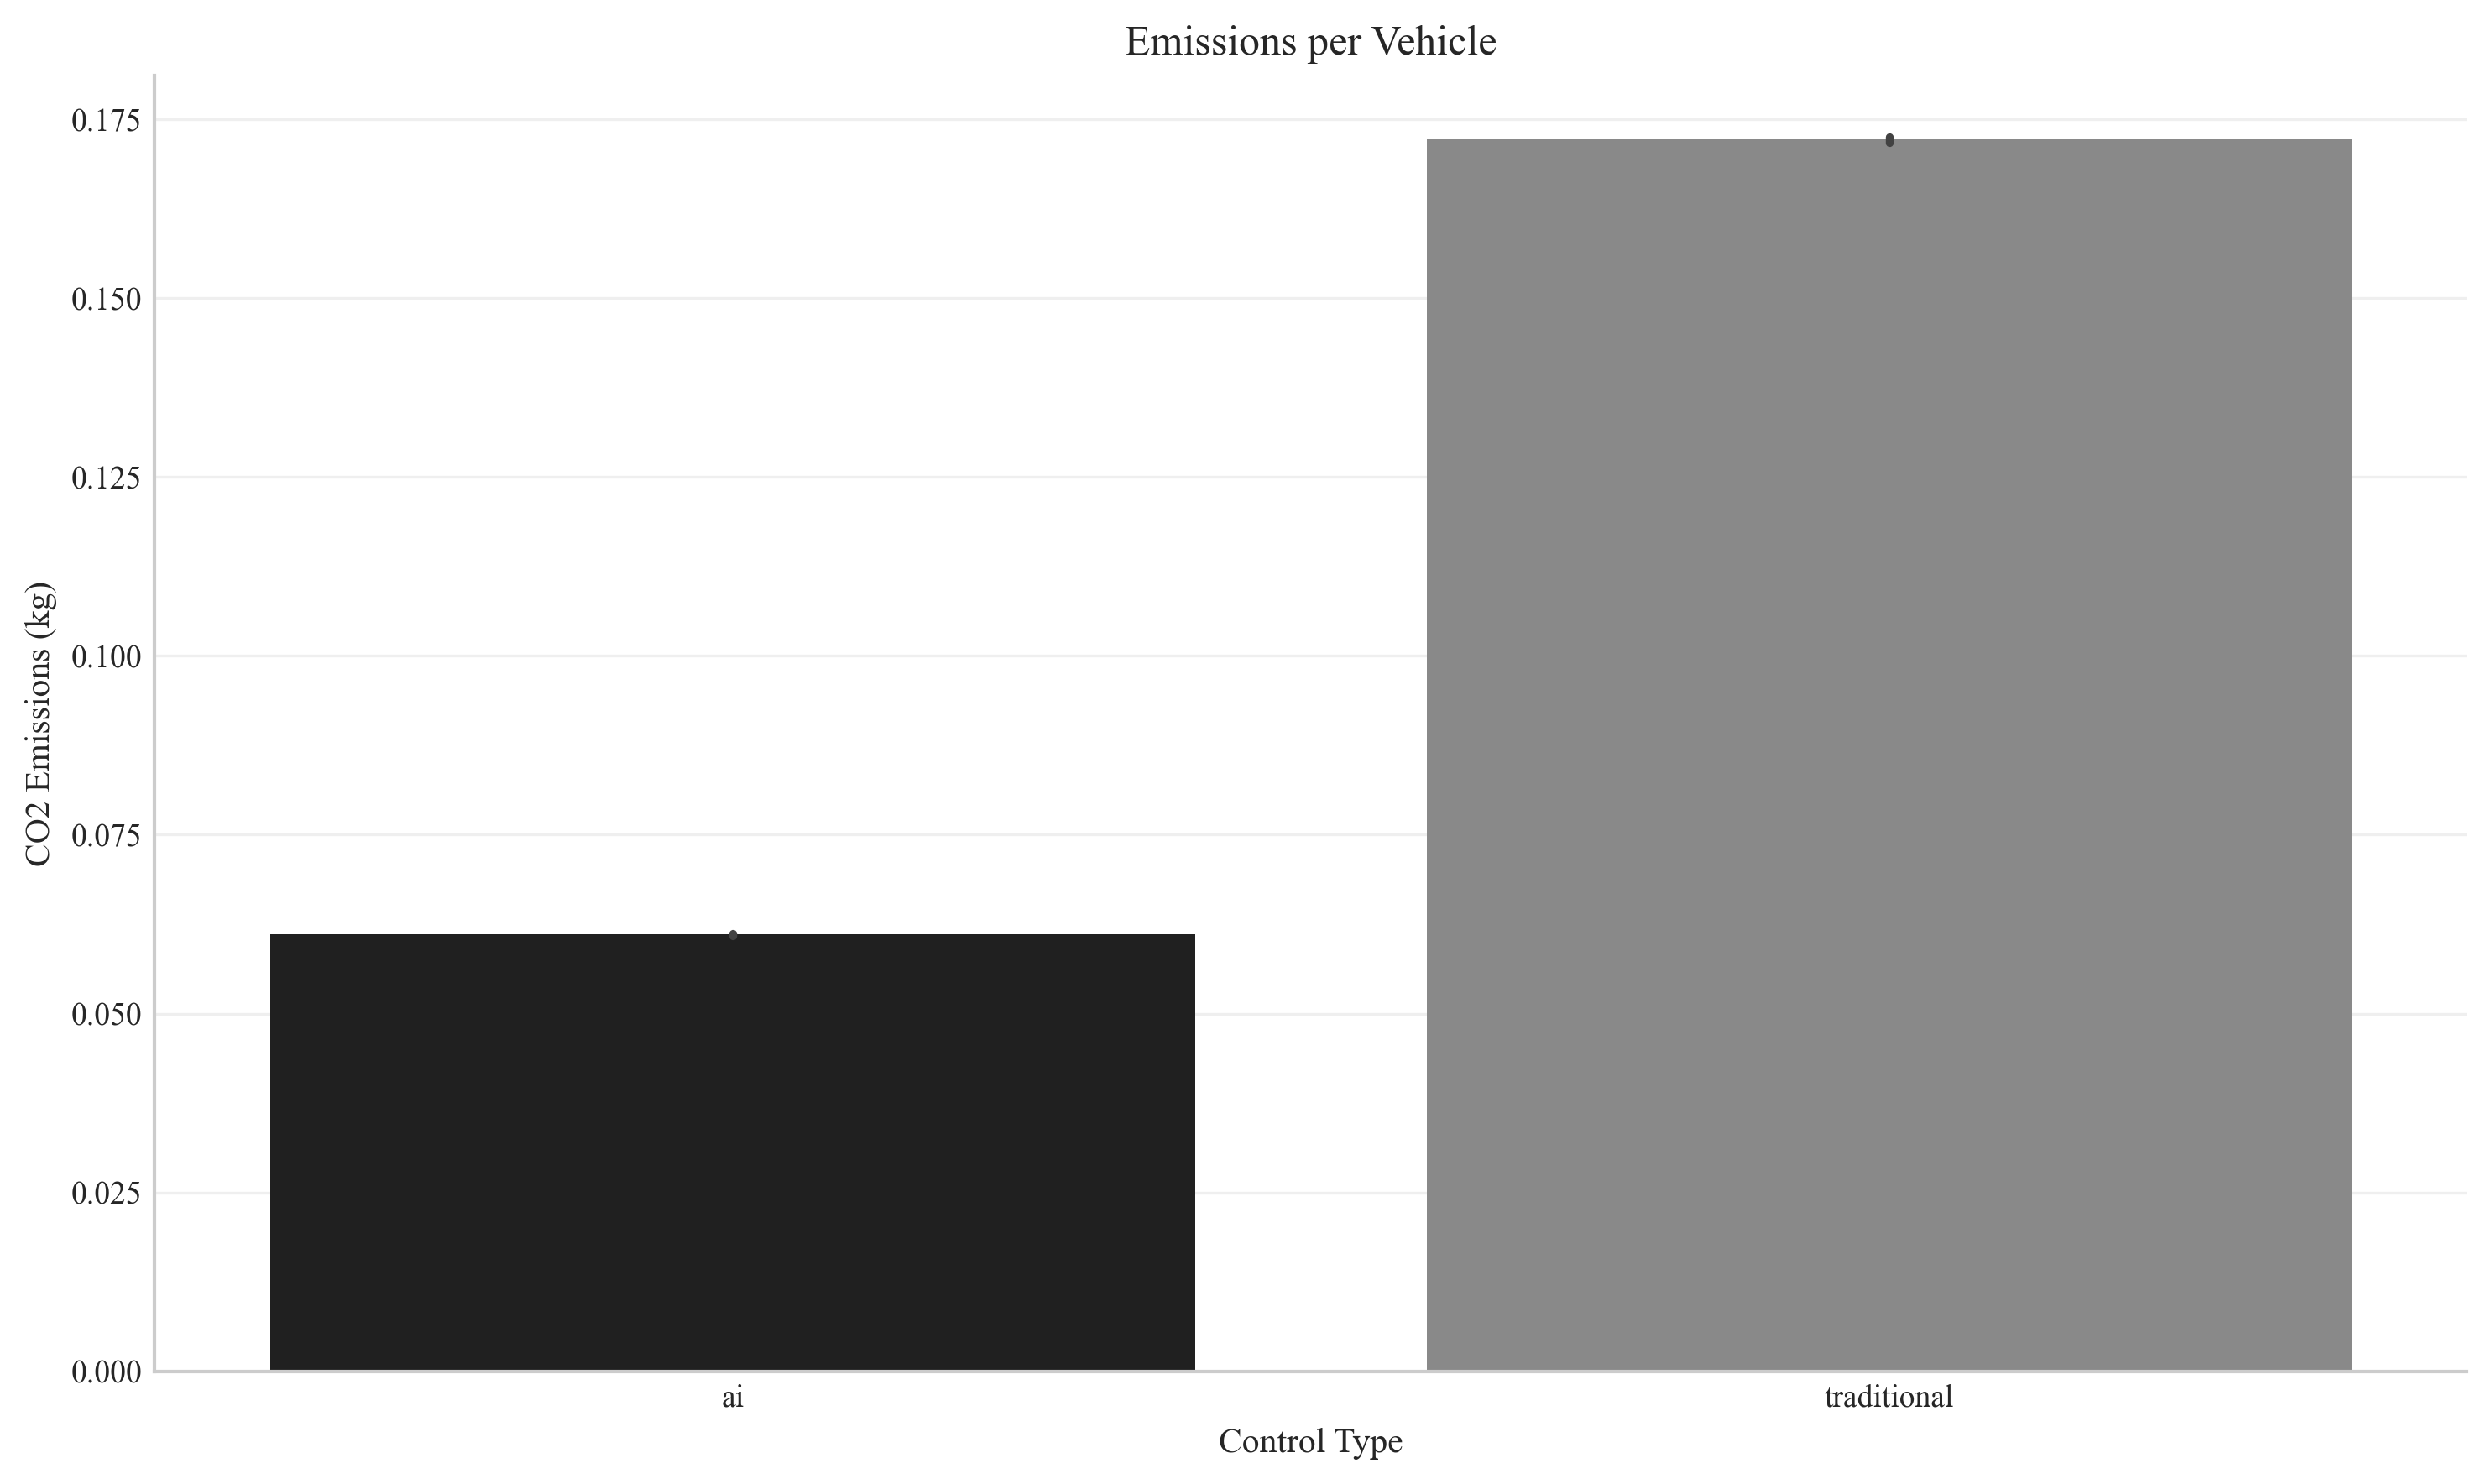 Emissions per Vehicle
CO2 Emissions (kg)
0.175
0.150
0.125
0.100
0.075
0.050
0.025
0.000
ai
traditional
Control Type